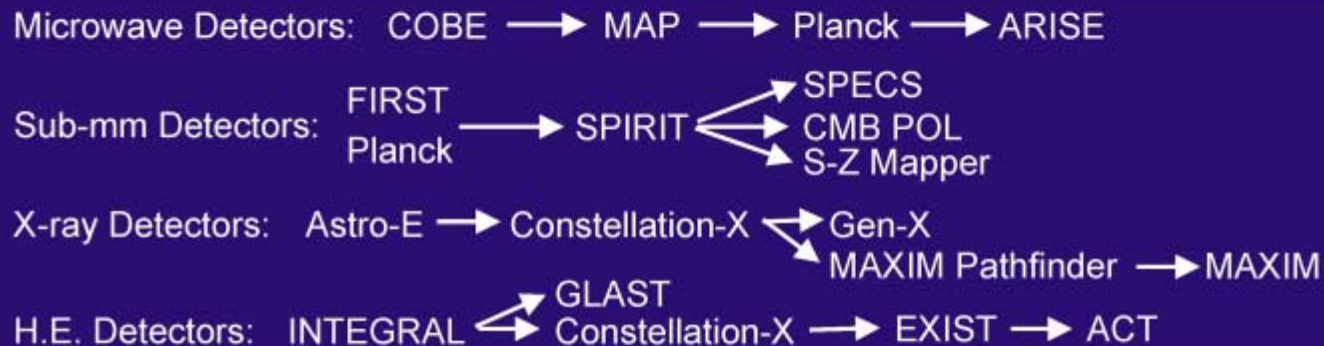 Microwave Detectors: COBE → MAP → Planck → ARISE
FIRST
Sub-mm Detectors: Planck → SPIRIT → SPECS
CMB POL
S-Z Mapper
X-ray Detectors: Astro-E → Constellation-X → Gen-X
MAXIM Pathfinder → MAXIM
GLAST
H.E. Detectors: INTEGRAL → Constellation-X → EXIST → ACT